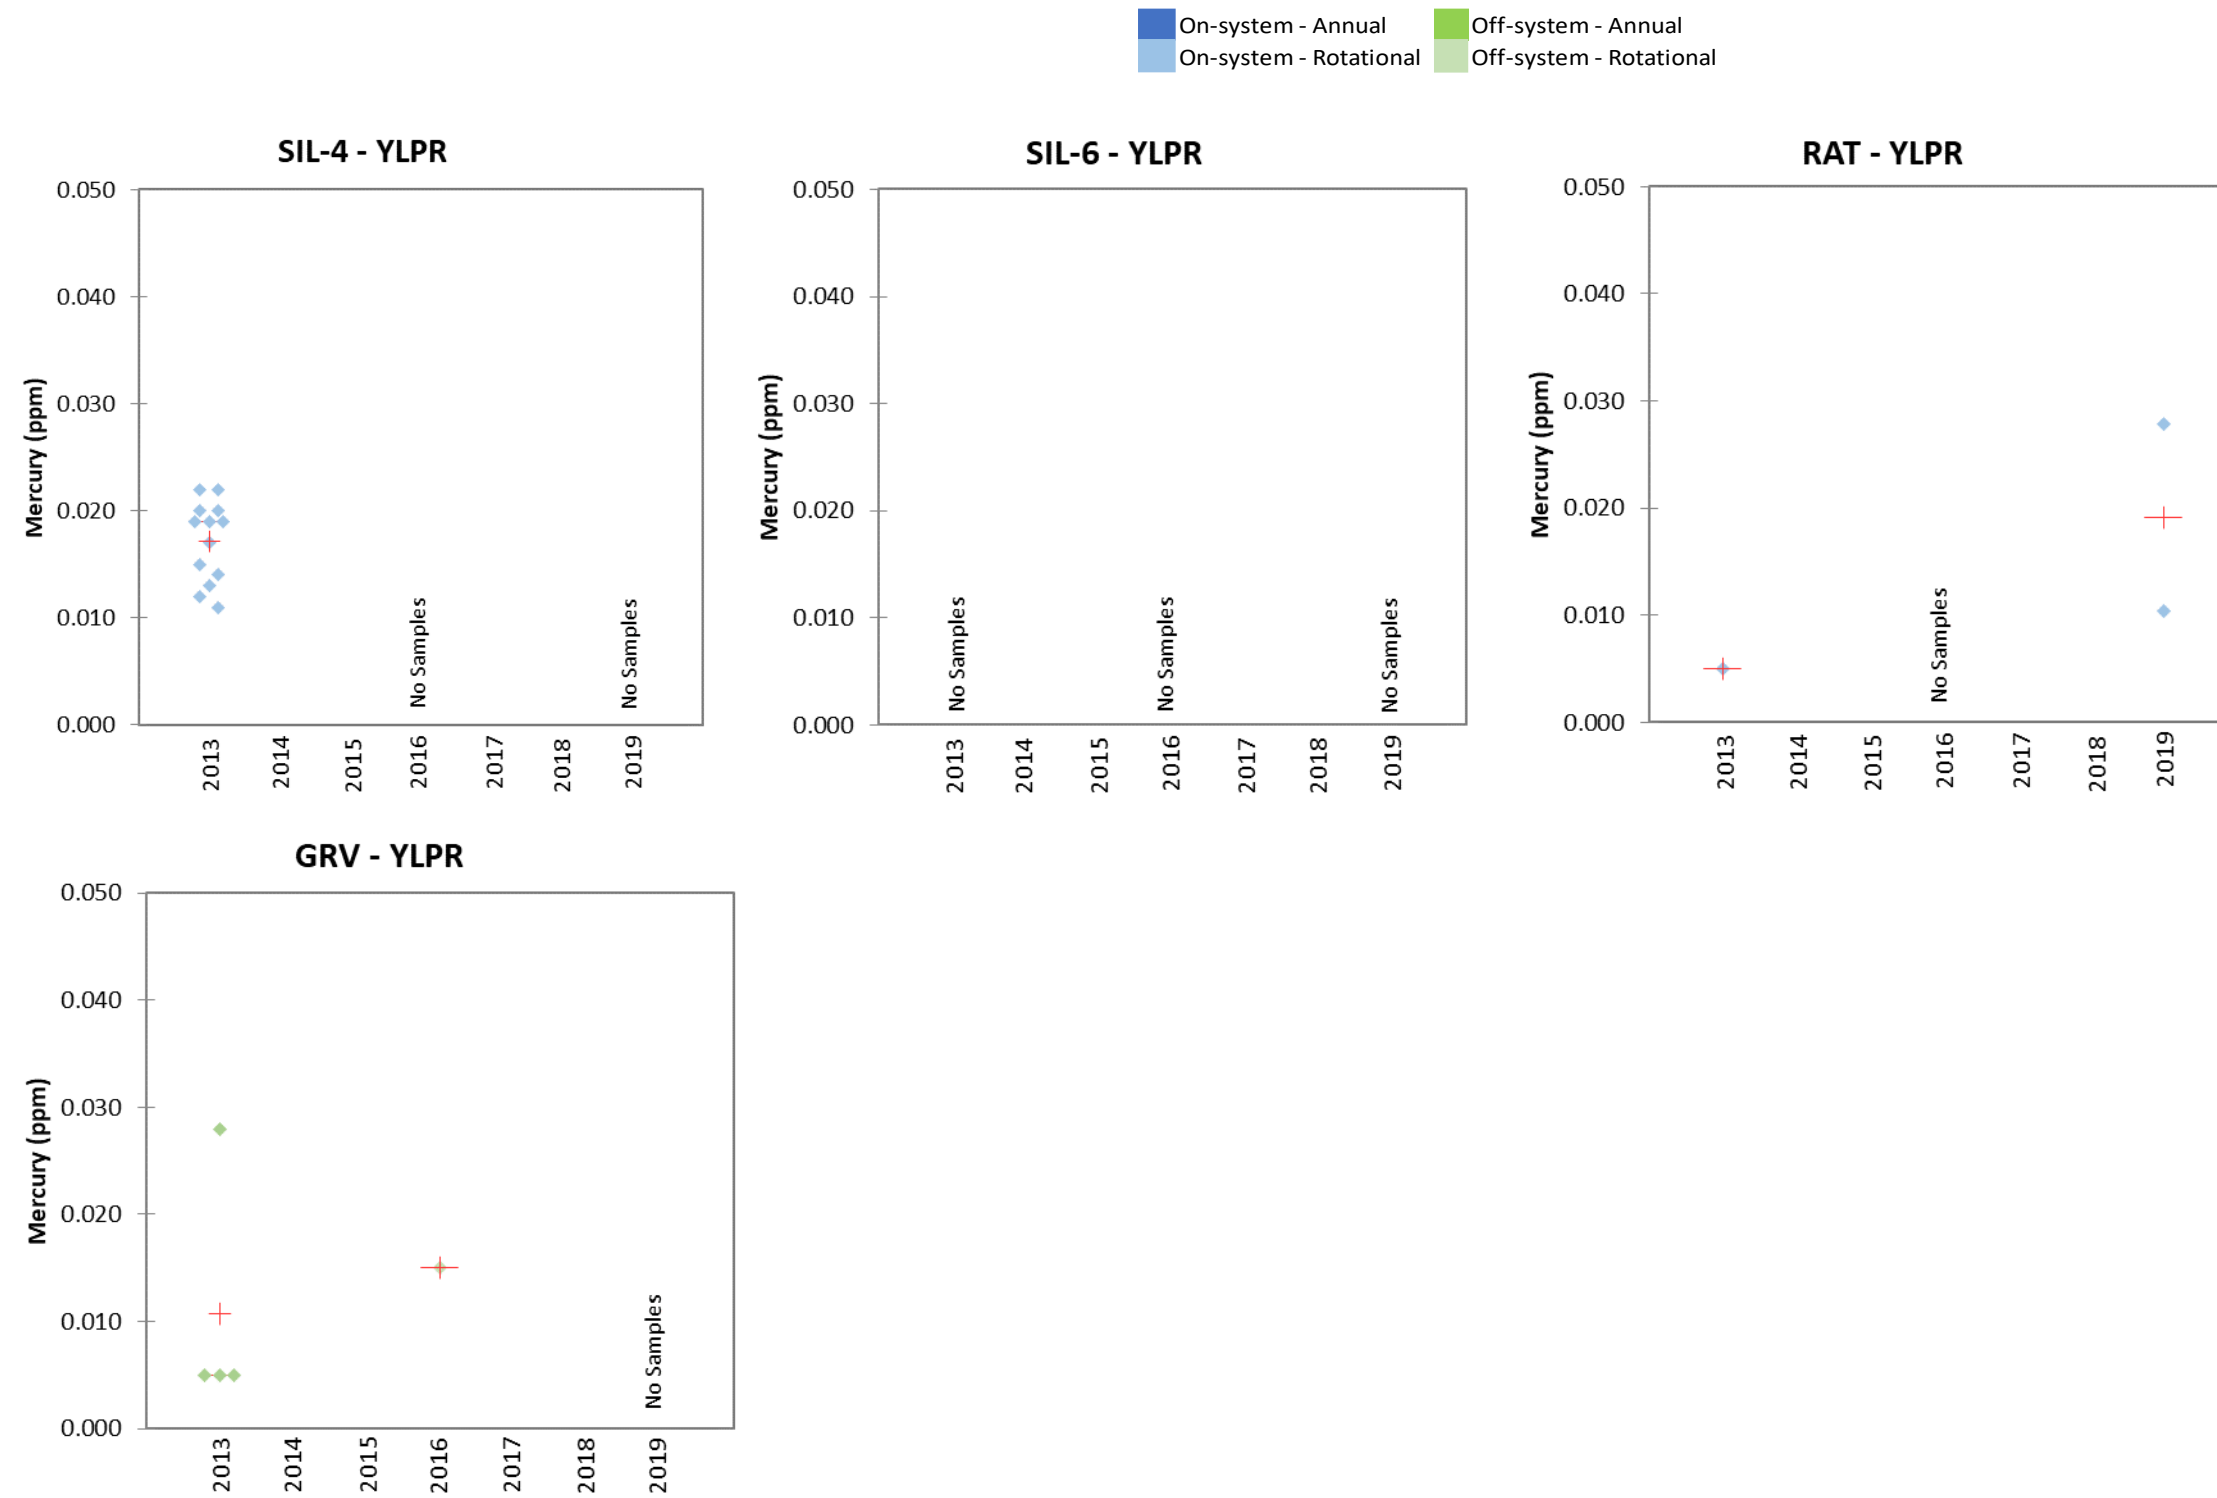 On-system - Annual
Off-system - Annual
On-system - Rotational
Off-system - Rotational
SIL-4 - YLPR
Mercury (ppm)
0.050
0.040
0.030
0.020
0.010
0.000
No Samples
No Samples
2013
2014
2015
2016
2017
2018
2019
SIL-6 - YLPR
Mercury (ppm)
0.050
0.040
0.030
0.020
0.010
0.000
No Samples
No Samples
No Samples
2013
2014
2015
2016
2017
2018
2019
RAT - YLPR
Mercury (ppm)
0.050
0.040
0.030
0.020
0.010
0.000
No Samples
2013
2014
2015
2016
2017
2018
2019
GRV - YLPR
Mercury (ppm)
0.050
0.040
0.030
0.020
0.010
0.000
No Samples
2013
2014
2015
2016
2017
2018
2019